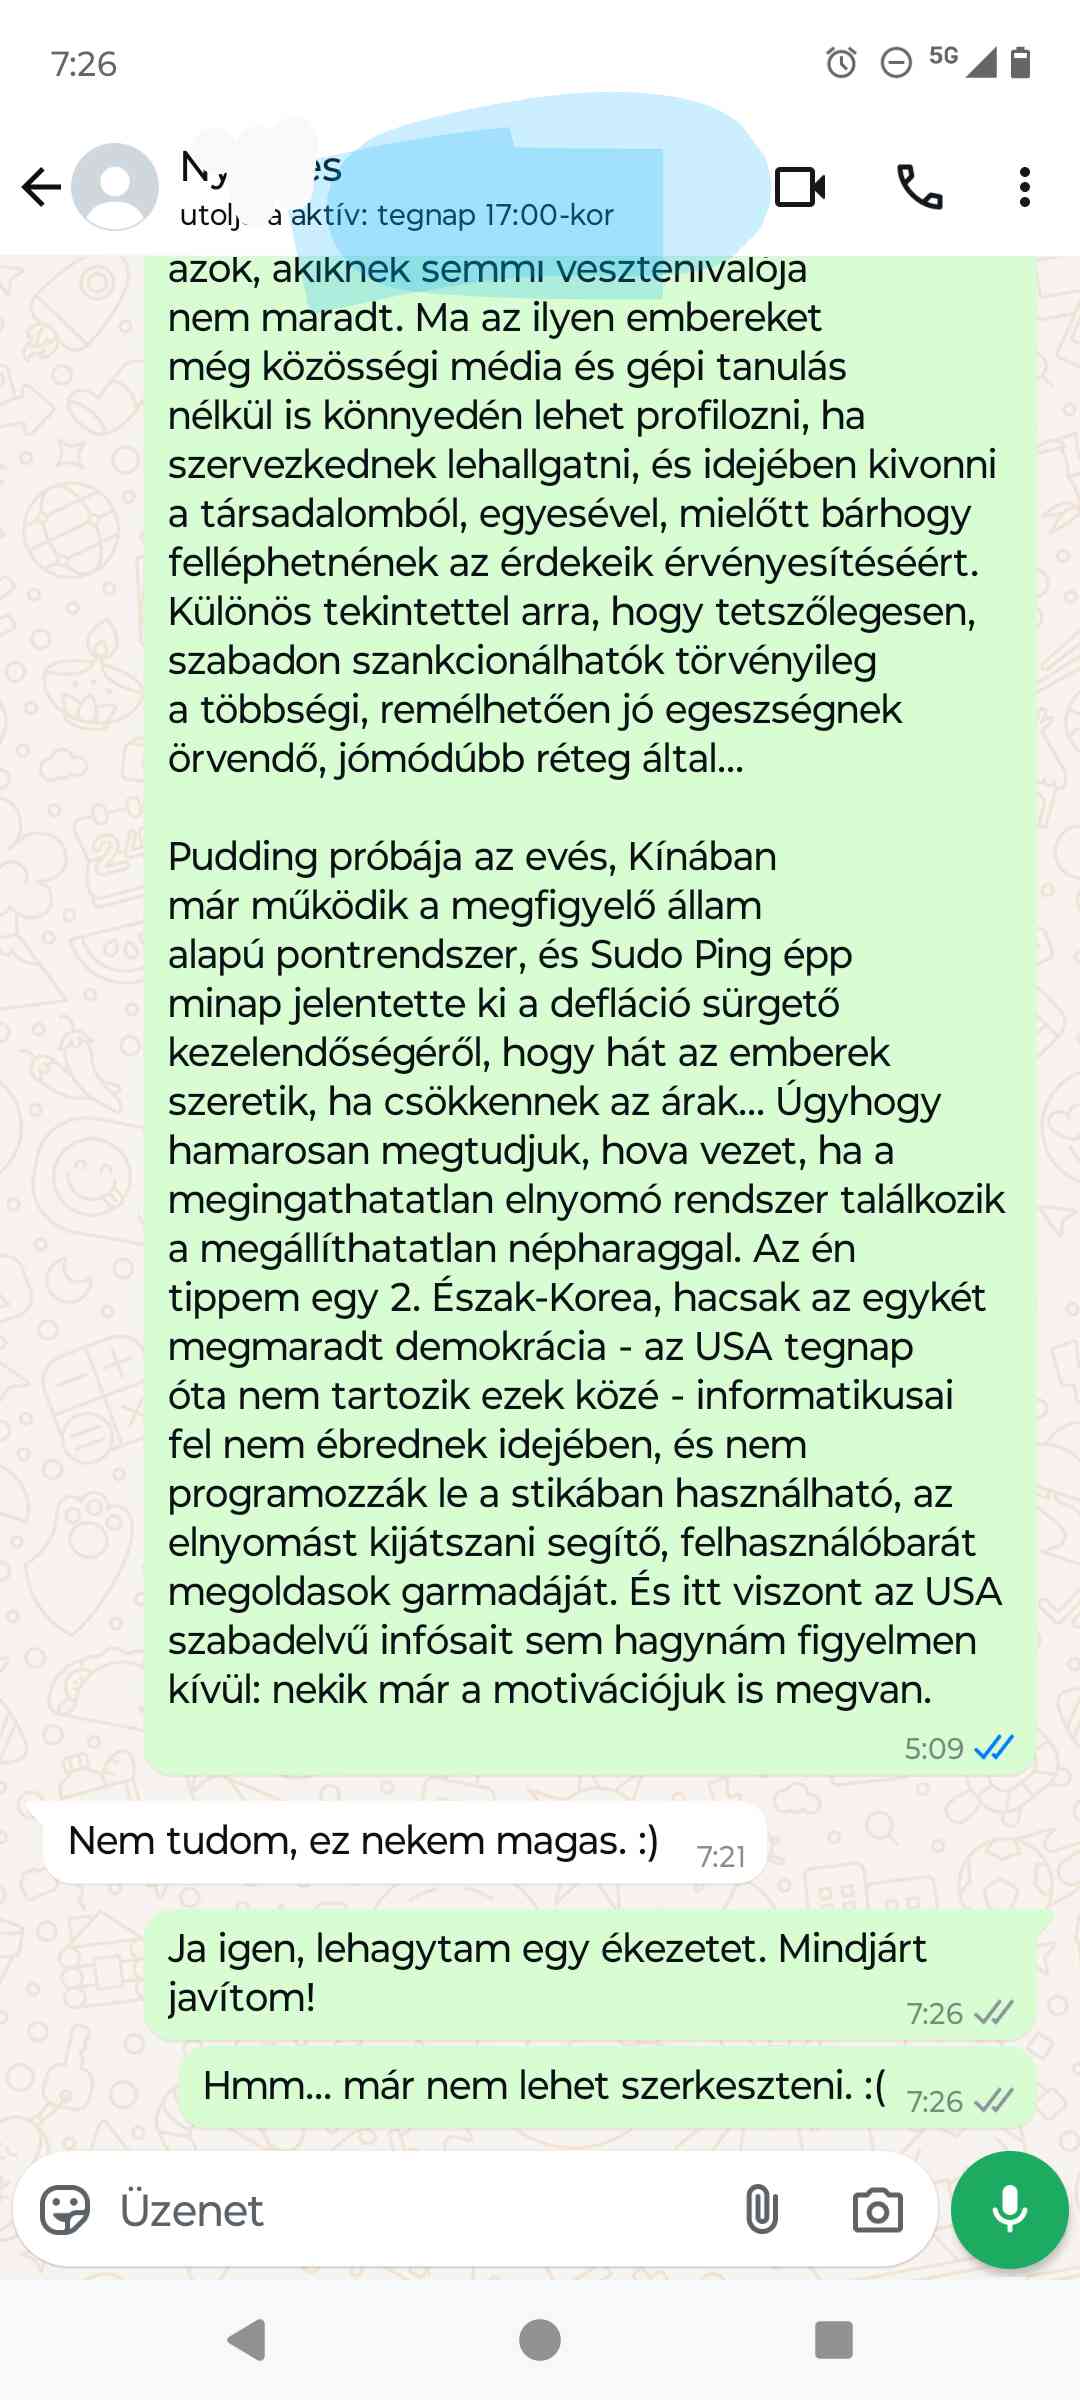 7:26
5G
aktív: tegnap 17:00-kor
azok, akiknek semmi vesztenivalója
nem maradt. Ma az ilyen embereket
még közösségi média és gépi tanulás
nélkül is könnyedén lehet profilozni, ha
szervezkednek lehallgatni, és idejében kivonni
a társadalomból, egyesével, mielőtt bárhogy
felléphetnének az érdekeik érvényesítéséért.
Különös tekintettel arra, hogy tetszőlegesen,
szabadon szankcionálhatók törvényileg
a többségi, remélhetően jó egeszségnek
örvendő, jómódúbb réteg által...
Pudding próbája az evés, Kínában
már működik a megfigyelő állam
alapú pontrendszer, és Sudo Ping épp
minap jelentette ki a defláció sürgető
kezelendőségéről, hogy hát az emberek
szeretik, ha csökkennek az árak... Úgyhogy
hamarosan megtudjuk, hova vezet, ha a
megingathatatlan elnyomó rendszer találkozik
a megállíthatatlan népharaggal. Az én
tippem egy 2. Észak-Korea, hacsak az egykét
megmaradt demokrácia - az USA tegnap
óta nem tartozik ezek közé - informatikusai
fel nem ébrednek idejében, és nem
programozzák le a stikában használható, az
elnyomást kijátszani segítő, felhasználóbarát
megoldasok garmadáját. És itt viszont az USA
szabadelvű infósait sem hagynám figyelmen
kívül: nekik már a motivációjuk is megvan.
5:09
Nem tudom, ez nekem magas. :)
7:21
Ja igen, lehagytam egy ékezetet. Mindjárt
javítom!
7:26
Hmm... már nem lehet szerkeszteni. :(
7:26
Üzenet